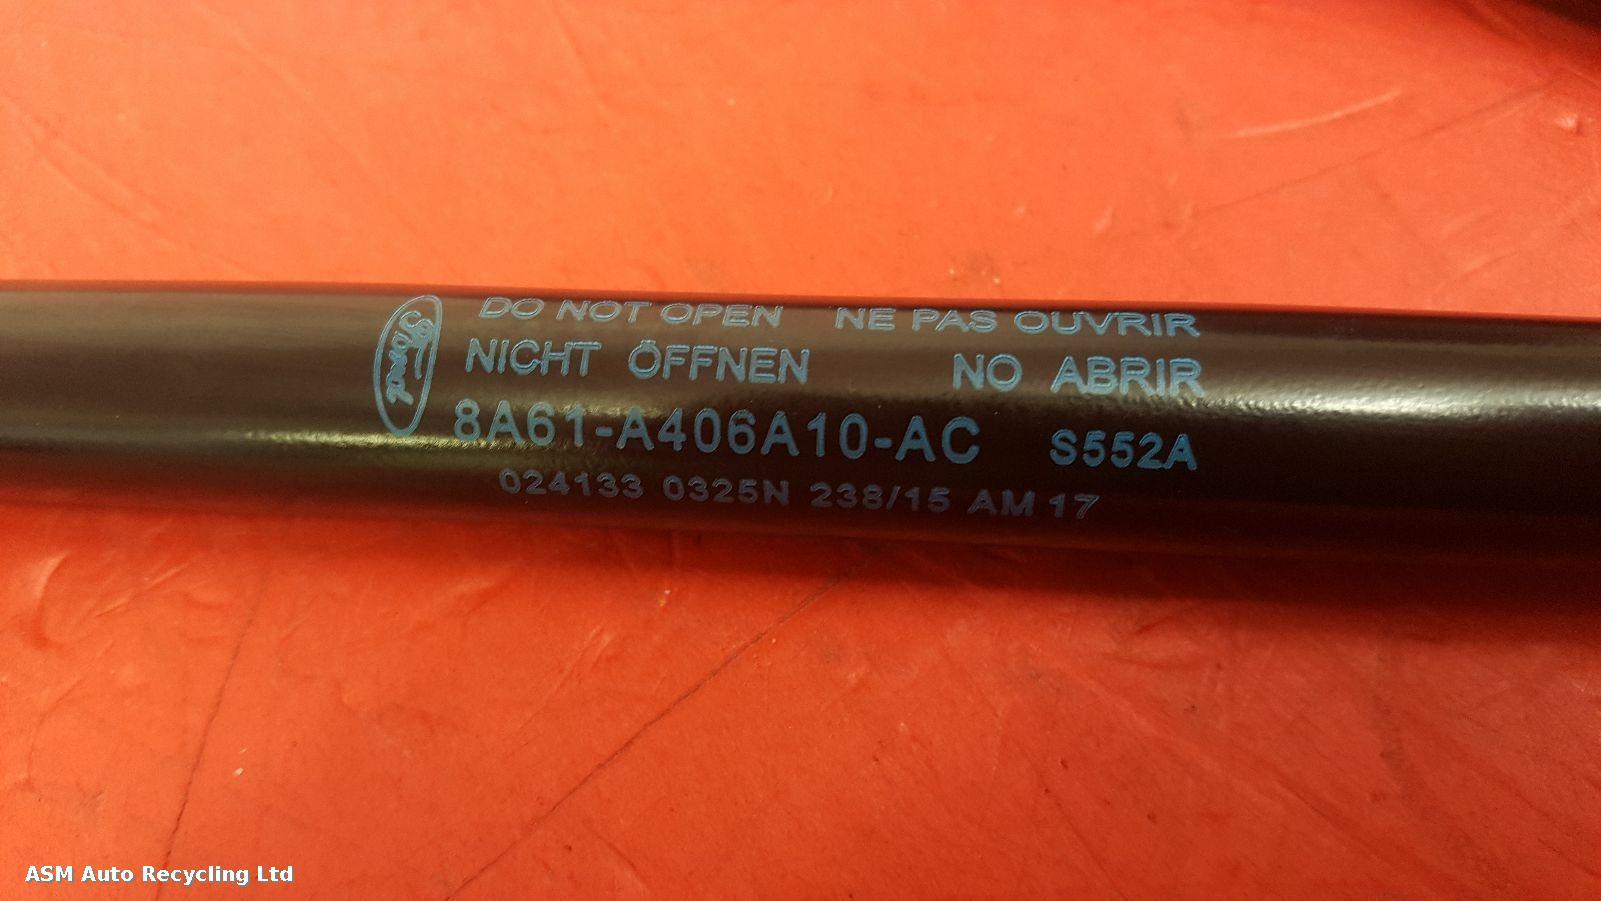 Ford
DO NOT OPEN NE PAS OUVRIR
NICHT ÖFFNEN NO ABRIR
8A61-A406A10-AC S552A
024133 0325N 238/15 AM 17
ASM Auto Recycling Ltd